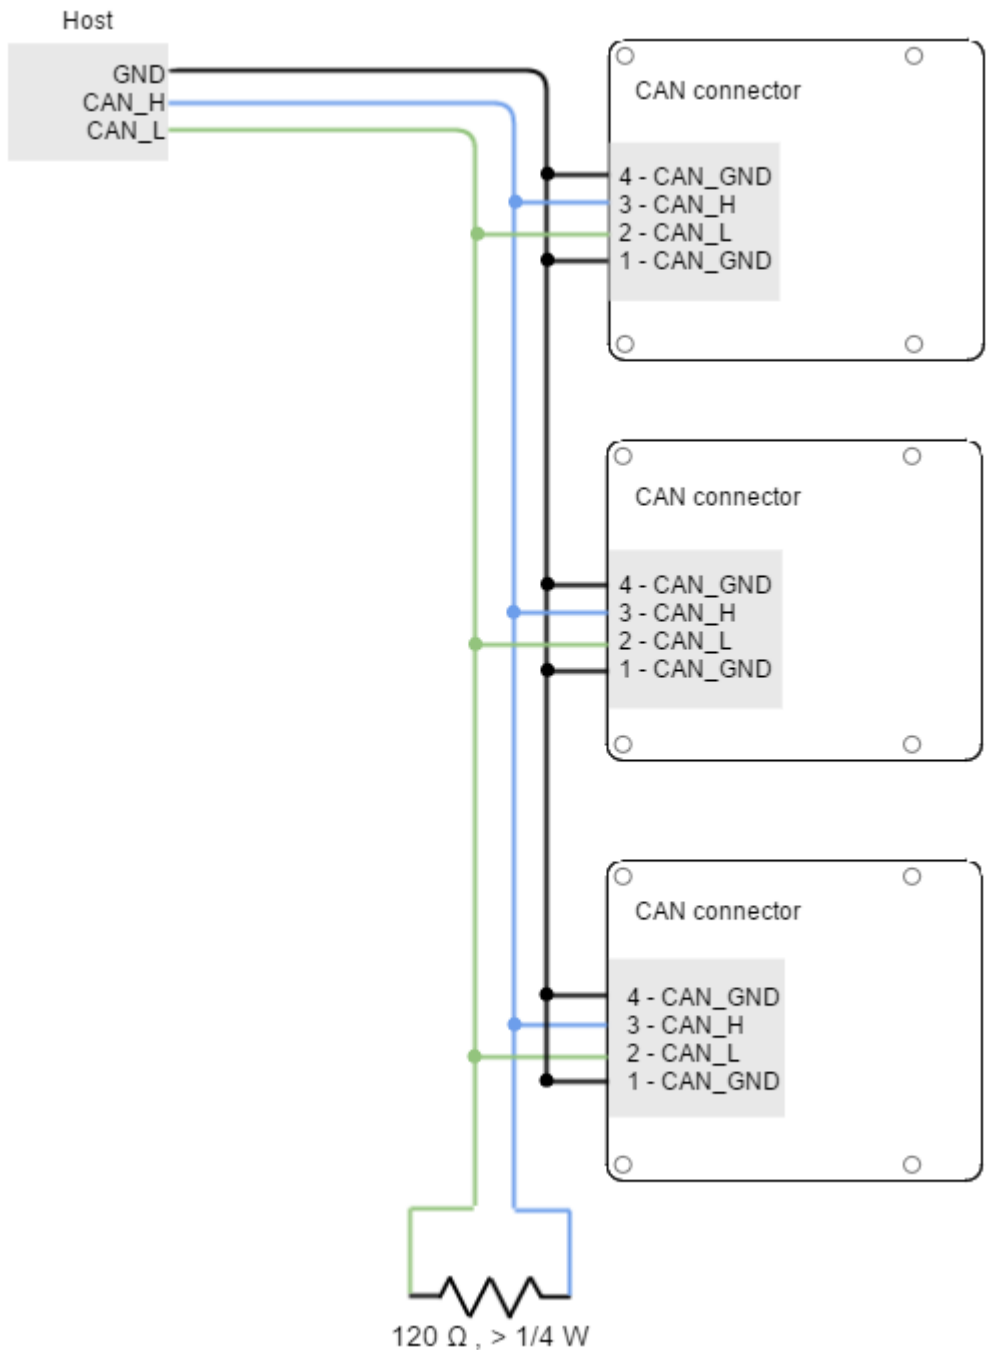 Host
GND
CAN_H
CAN_L
CAN connector
4 - CAN_GND
3 - CAN_H
2 - CAN_L
1 - CAN_GND
CAN connector
4 - CAN_GND
3 - CAN_H
2 - CAN_L
1 - CAN_GND
CAN connector
4 - CAN_GND
3 - CAN_H
2 - CAN_L
1 - CAN_GND
120 Ω , > 1/4 W